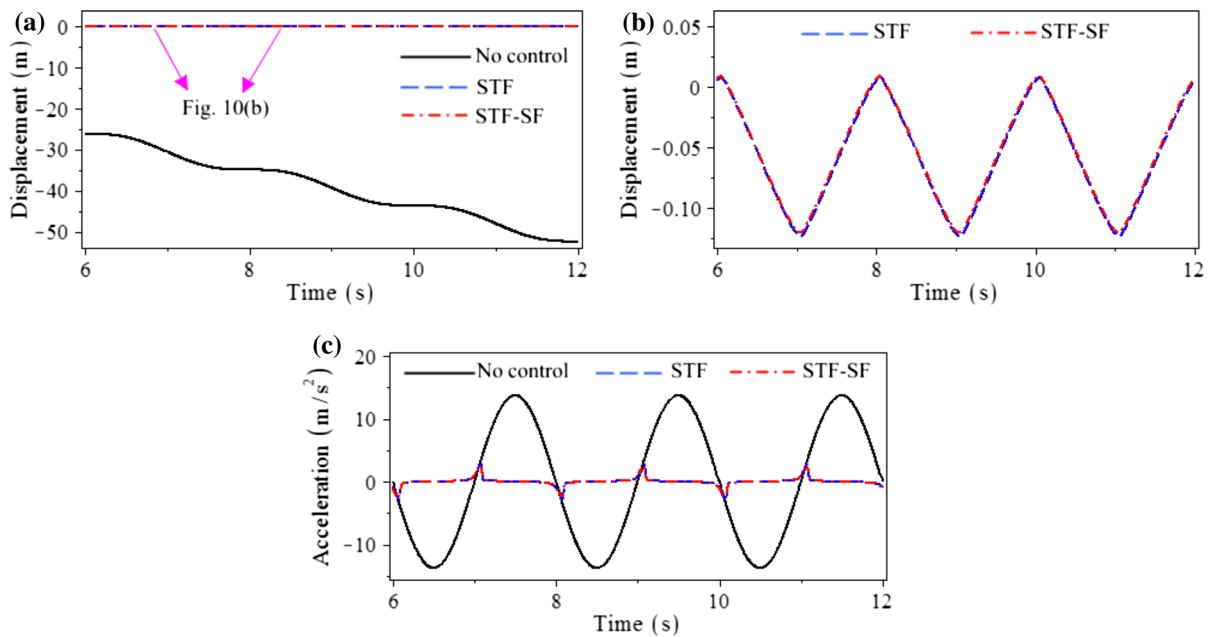 (a)
Displacement (m)
0
−10
−20
−30
−40
−50
No control
STF
STF-SF
Fig. 10(b)
6
8
10
12
Time (s)
(b)
Displacement (m)
0.05
0
−0.05
−0.10
STF
STF-SF
6
8
10
12
Time (s)
(c)
Acceleration (m/s²)
20
10
0
−10
No control
STF
STF-SF
6
8
10
12
Time (s)